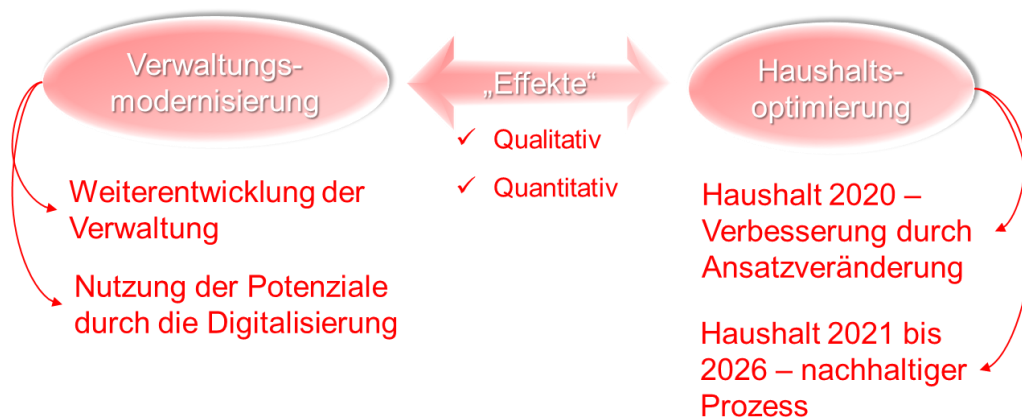 Verwaltungs-
modernisierung
„Effekte“
✓ Qualitativ
✓ Quantitativ
Haushalts-
optimierung
Weiterentwicklung der
Verwaltung
Nutzung der Potenziale
durch die Digitalisierung
Haushalt 2020 –
Verbesserung durch
Ansatzveränderung
Haushalt 2021 bis
2026 – nachhaltiger
Prozess